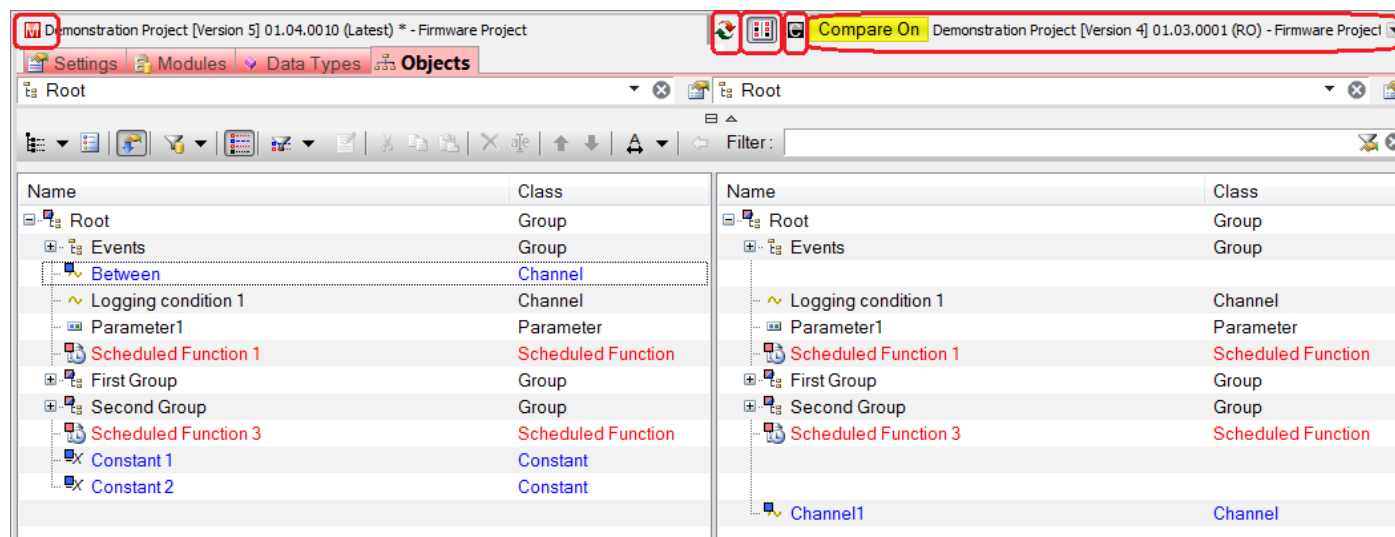 Demonstration Project [Version 5] 01.04.0010 (Latest) * - Firmware Project
Compare On Demonstration Project [Version 4] 01.03.0001 (RO) - Firmware Project
Settings Modules Data Types Objects
Root Root
Filter :
Name Class Name Class
Root Group Root Group
Events Group Events Group
Between Channel
Logging condition 1 Channel Logging condition 1 Channel
Parameter1 Parameter Parameter1 Parameter
Scheduled Function 1 Scheduled Function Scheduled Function 1 Scheduled Function
First Group Group First Group Group
Second Group Group Second Group Group
Scheduled Function 3 Scheduled Function Scheduled Function 3 Scheduled Function
Constant 1 Constant
Constant 2 Constant
Channel1 Channel